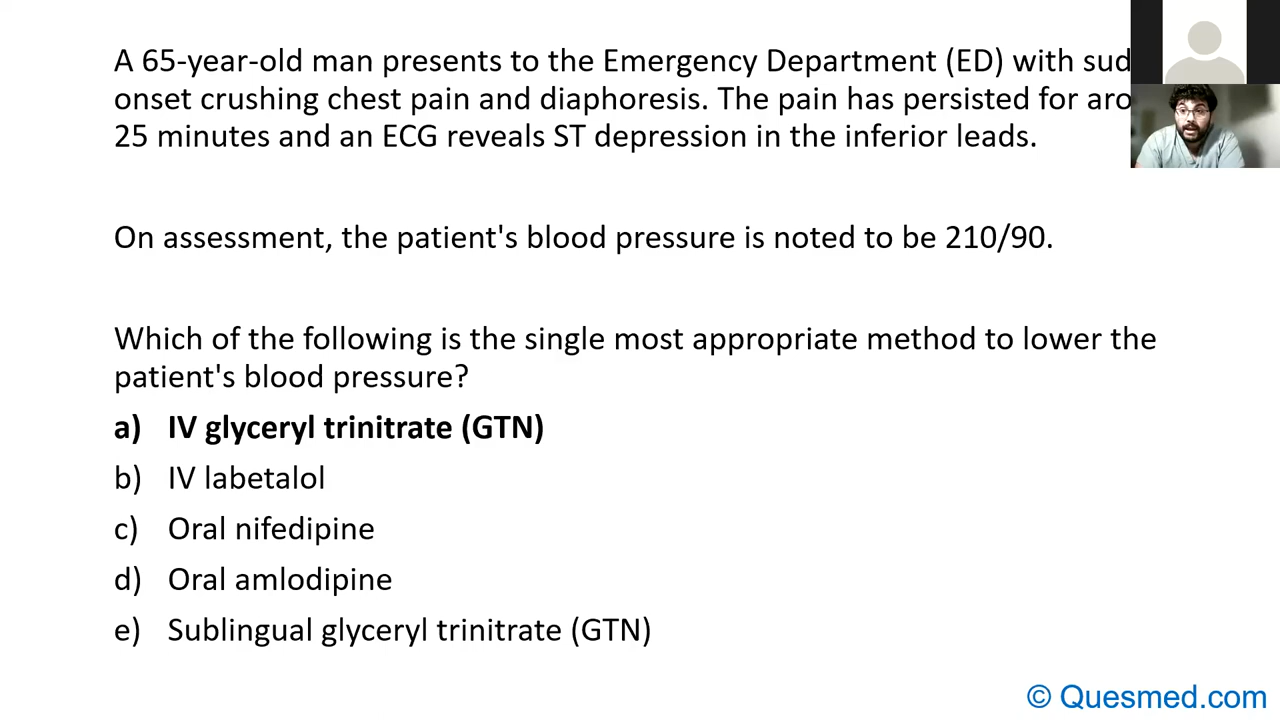 A 65-year-old man presents to the Emergency Department (ED) with sud
onset crushing chest pain and diaphoresis. The pain has persisted for aro
25 minutes and an ECG reveals ST depression in the inferior leads.
On assessment, the patient's blood pressure is noted to be 210/90.
Which of the following is the single most appropriate method to lower the
patient's blood pressure?
a) IV glyceryl trinitrate (GTN)
b) IV labetalol
c) Oral nifedipine
d) Oral amlodipine
e) Sublingual glyceryl trinitrate (GTN)
© Quesmed.com